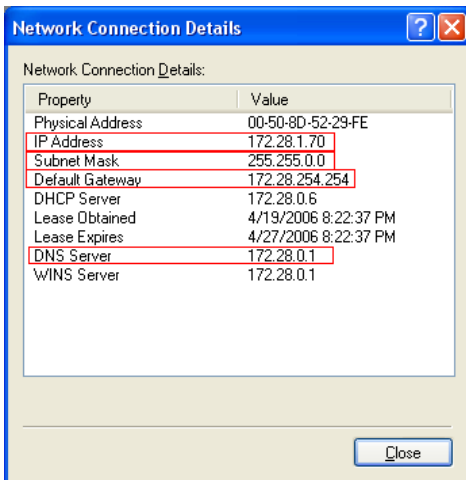 Network Connection Details
Network Connection Details:
Property Value
Physical Address 00-50-8D-52-29-FE
IP Address 172.28.1.70
Subnet Mask 255.255.0.0
Default Gateway 172.28.254.254
DHCP Server 172.28.0.6
Lease Obtained 4/19/2006 8:22:37 PM
Lease Expires 4/27/2006 8:22:37 PM
DNS Server 172.28.0.1
WINS Server 172.28.0.1
Close